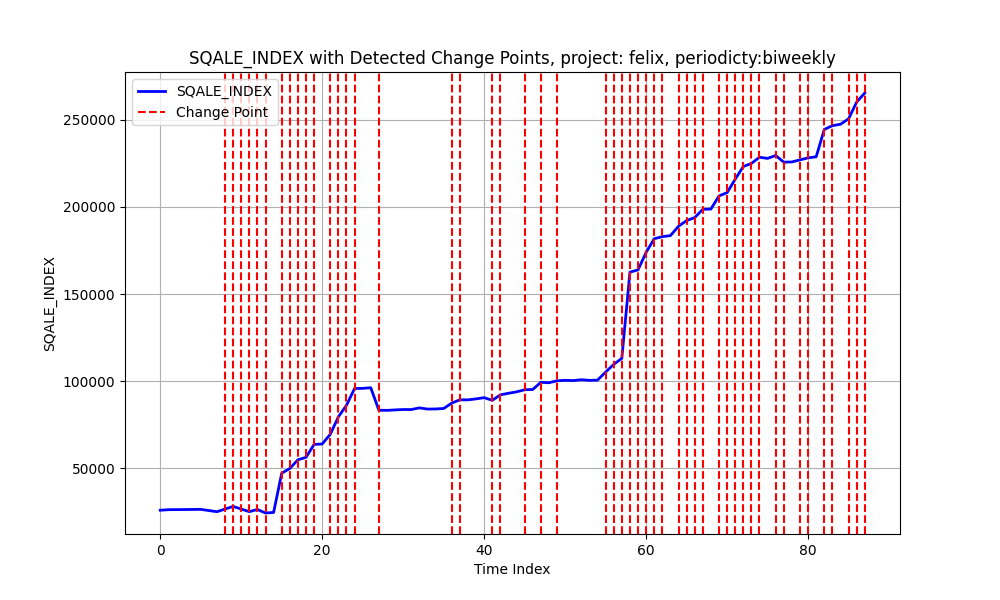 SQALE_INDEX with Detected Change Points, project: felix, periodicty:biweekly
SQALE_INDEX
Change Point
250000
200000
150000
100000
50000
SQALE_INDEX
0 20 40 60 80
Time Index